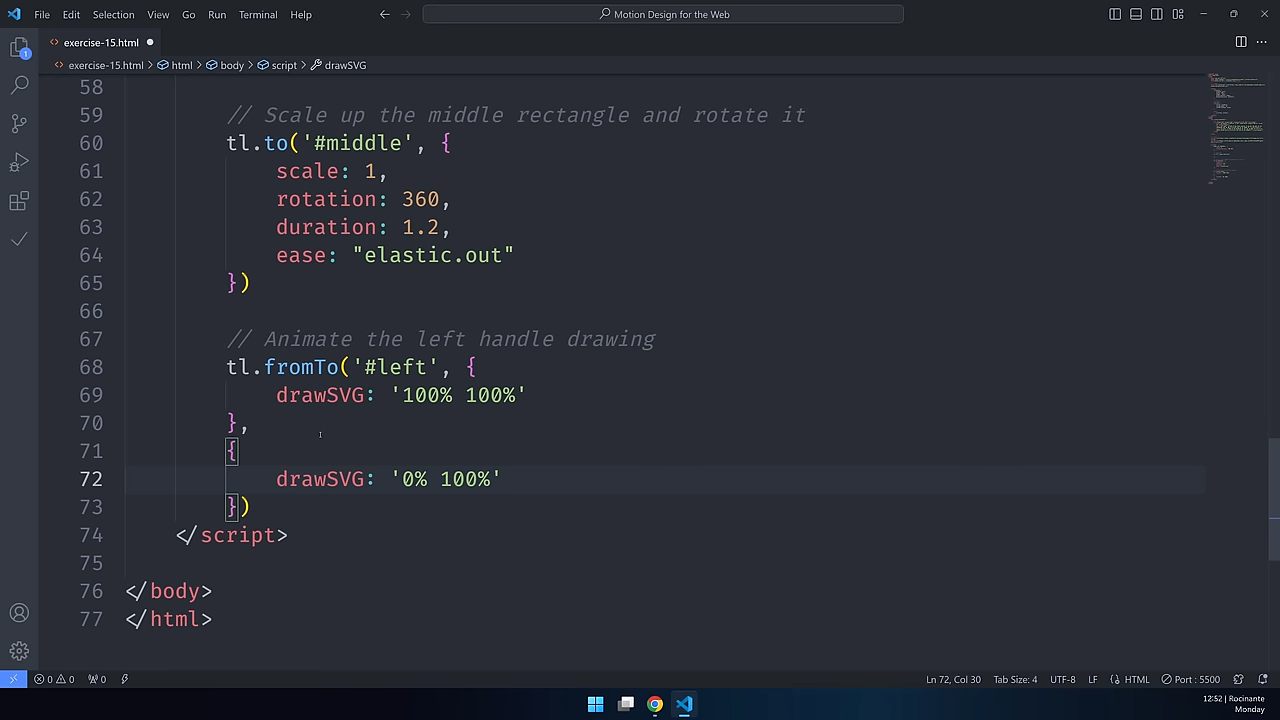 File Edit Selection View Go Run Terminal Help
Motion Design for the Web
exercise-15.html
exercise-15.html > html > body > script > drawSVG
58
59 // Scale up the middle rectangle and rotate it
60 tl.to('#middle', {
61 scale: 1,
62 rotation: 360,
63 duration: 1.2,
64 ease: "elastic.out"
65 })
66
67 // Animate the left handle drawing
68 tl.fromTo('#left', {
69 drawSVG: '100% 100%'
70 },
71 {
72 drawSVG: '0% 100%'
73 })
74 </script>
75
76 </body>
77 </html>
1
0 0 0 Ln 72, Col 30 Tab Size: 4 UTF-8 LF HTML Port : 5500
12:52 | Rocinante
Monday